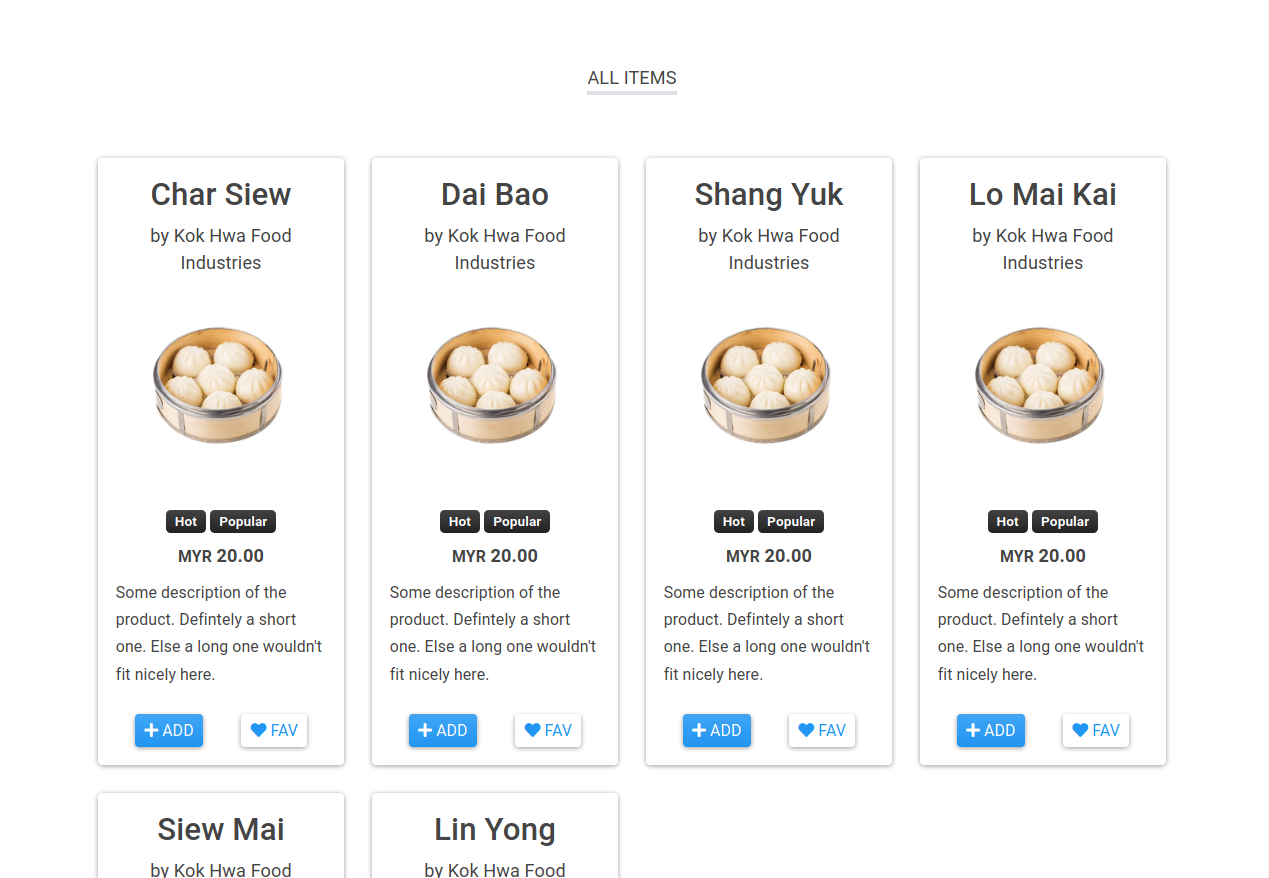 ALL ITEMS
Char Siew
by Kok Hwa Food
Industries
Hot Popular
MYR 20.00
Some description of the
product. Defintely a short
one. Else a long one wouldn't
fit nicely here.
ADD FAV
Dai Bao
by Kok Hwa Food
Industries
Hot Popular
MYR 20.00
Some description of the
product. Defintely a short
one. Else a long one wouldn't
fit nicely here.
ADD FAV
Shang Yuk
by Kok Hwa Food
Industries
Hot Popular
MYR 20.00
Some description of the
product. Defintely a short
one. Else a long one wouldn't
fit nicely here.
ADD FAV
Lo Mai Kai
by Kok Hwa Food
Industries
Hot Popular
MYR 20.00
Some description of the
product. Defintely a short
one. Else a long one wouldn't
fit nicely here.
ADD FAV
Siew Mai
by Kok Hwa Food
Lin Yong
by Kok Hwa Food